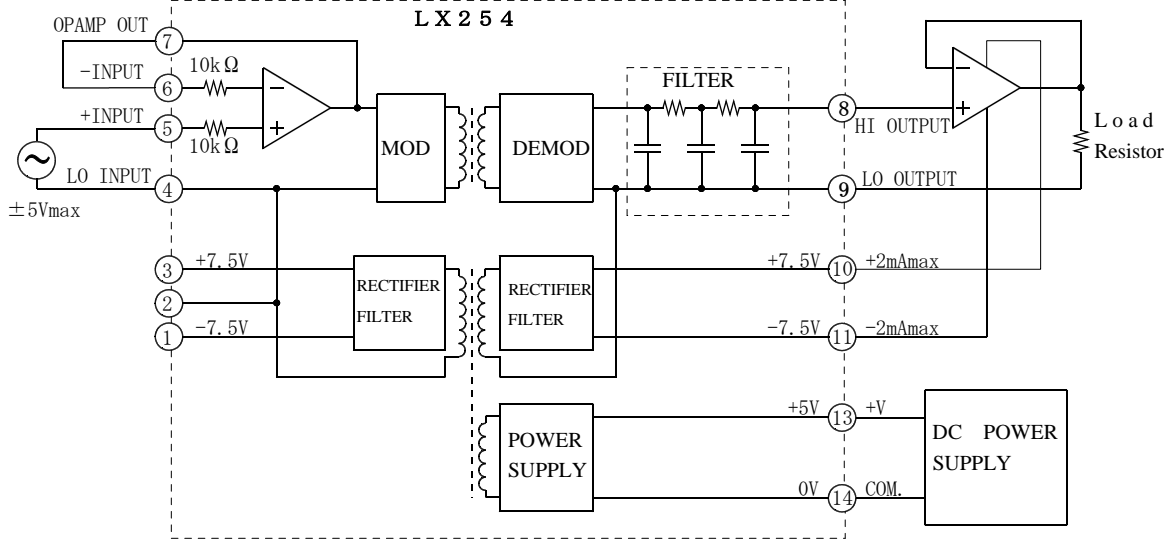 LX254
OPAMP OUT
7
-INPUT
6
10kΩ
+INPUT
5
10kΩ
LO INPUT
4
±5Vmax
−
+
MOD
DEMOD
FILTER
8
HI OUTPUT
9
LO OUTPUT
−
+
Load
Resistor
3
+7.5V
2
1
-7.5V
RECTIFIER
FILTER
RECTIFIER
FILTER
+7.5V
10
+2mAmax
-7.5V
11
-2mAmax
POWER
SUPPLY
+5V
13
+V
0V
14
COM.
DC POWER
SUPPLY